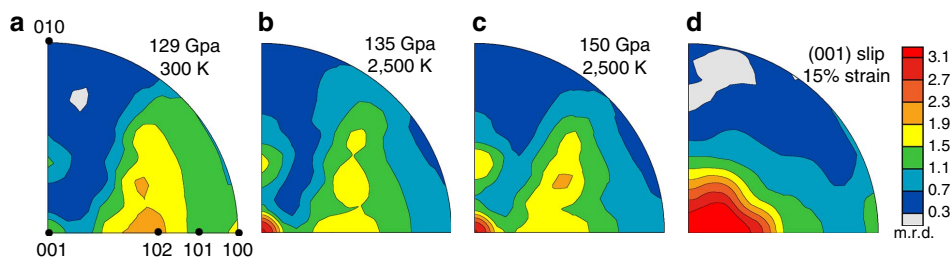 a
010
129 Gpa
300 K
001
102
101
100
b
135 Gpa
2,500 K
c
150 Gpa
2,500 K
d
(001) slip
15% strain
3.1
2.7
2.3
1.9
1.5
1.1
0.7
0.3
m.r.d.